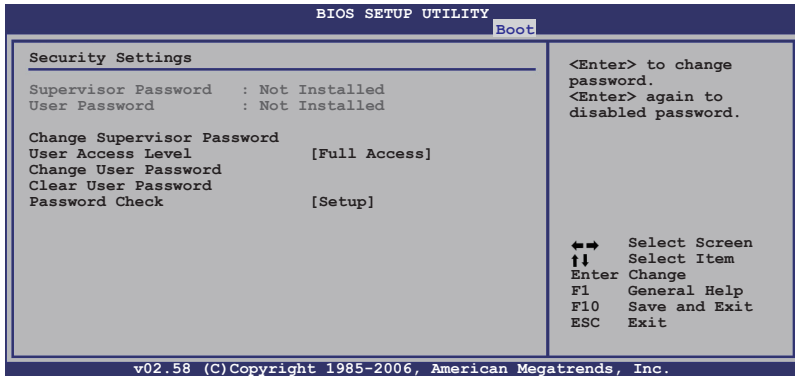 BIOS SETUP UTILITY
Boot
Security Settings
Supervisor Password : Not Installed
User Password : Not Installed
Change Supervisor Password
User Access Level [Full Access]
Change User Password
Clear User Password
Password Check [Setup]
<Enter> to change
password.
<Enter> again to
disabled password.
←→ Select Screen
↑↓ Select Item
Enter Change
F1 General Help
F10 Save and Exit
ESC Exit
v02.58 (C)Copyright 1985-2006, American Megatrends, Inc.